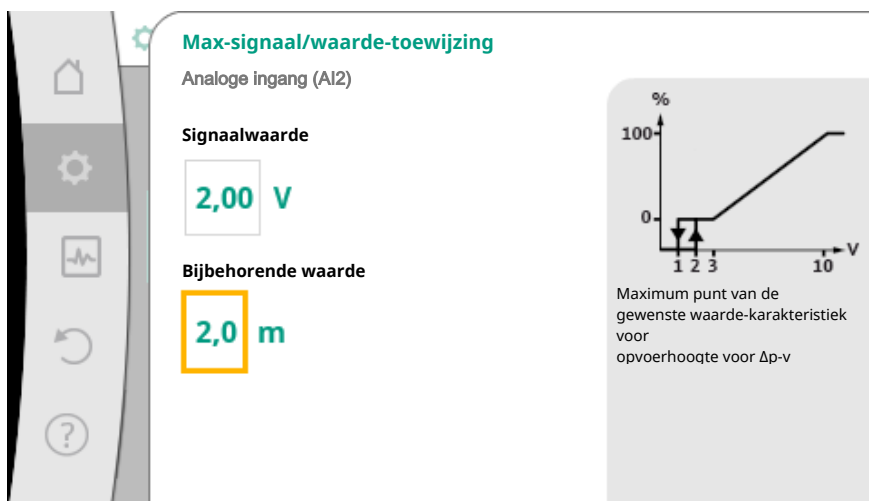 Max-signaal/waarde-toewijzing
Analoge ingang (AI2)
Signaalwaarde
2,00 V
Bijbehorende waarde
2,0 m
%
100
0
1 2 3 10 V
Maximum punt van de
gewenste waarde-karakteristiek
voor
opvoerhoogte voor Δp-v
?